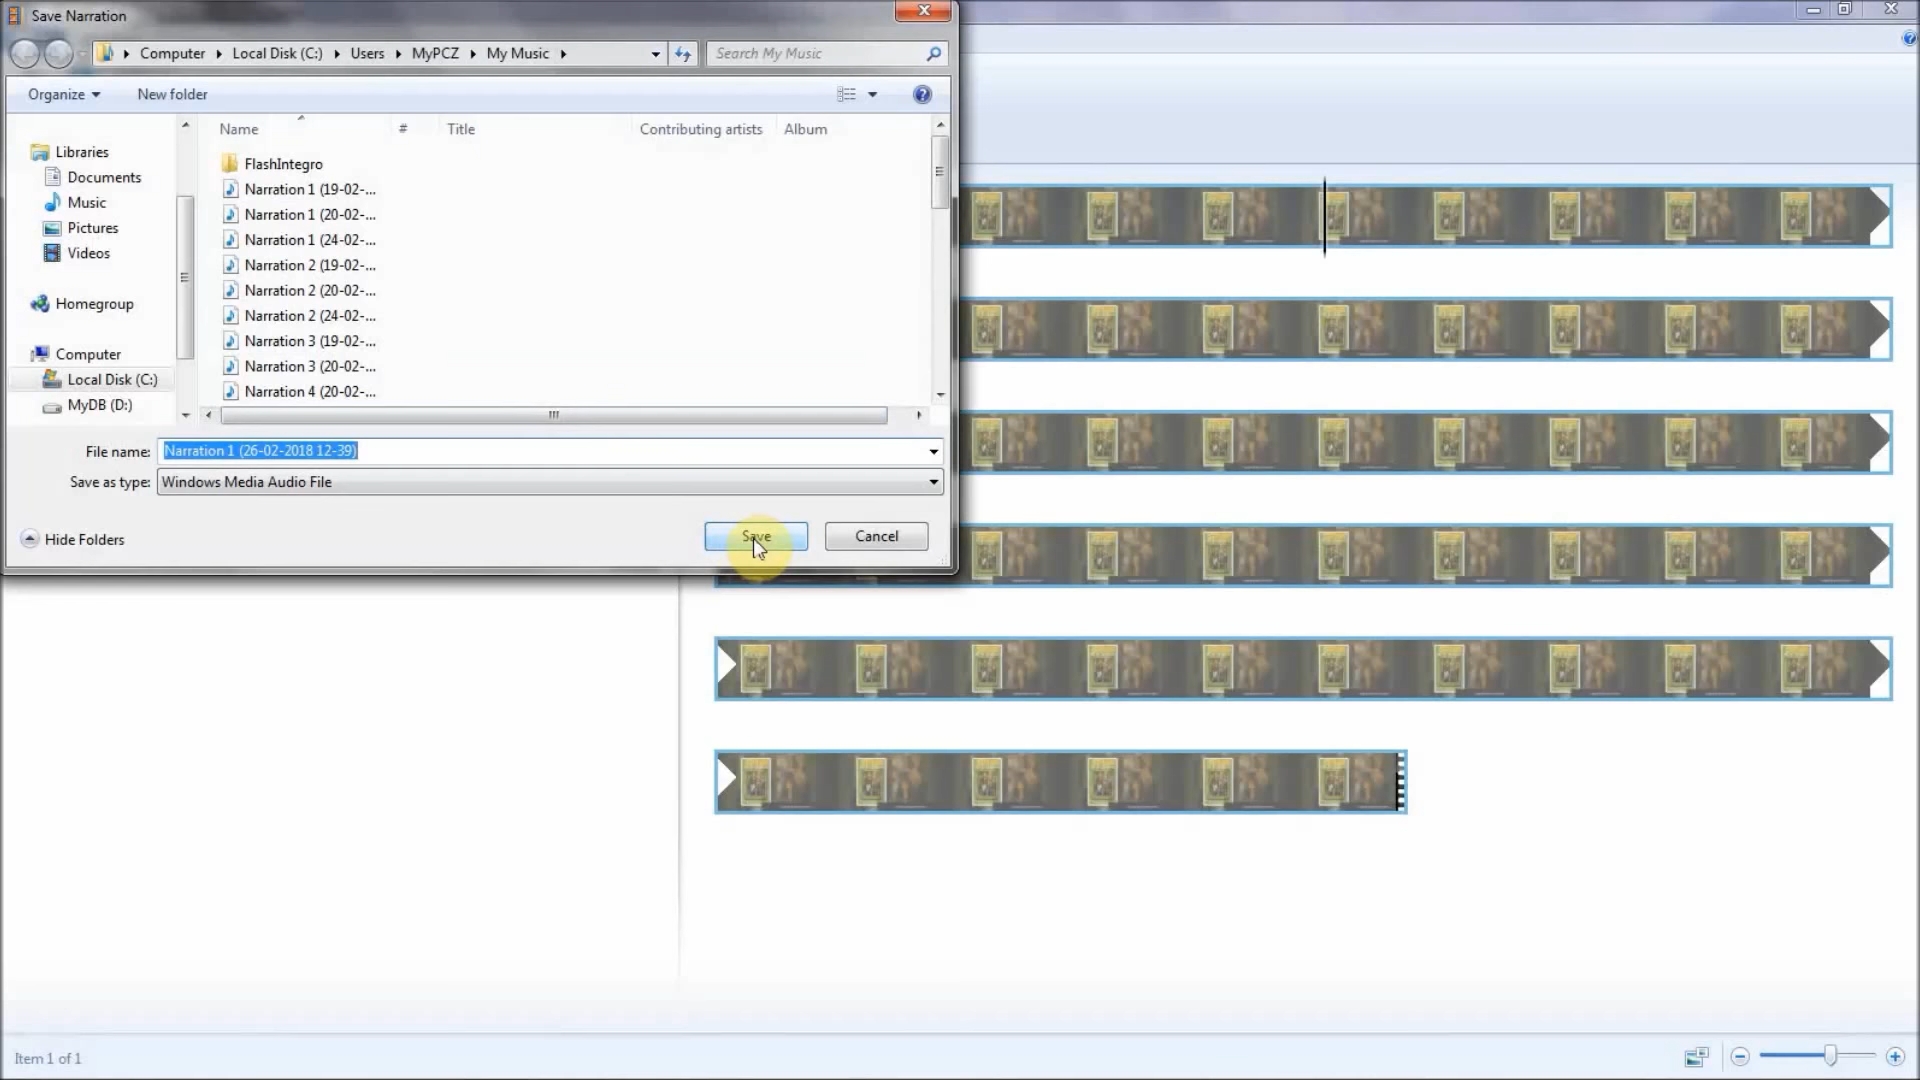 Save Narration
Computer Local Disk (C:) Users MyPCZ My Music
Search My Music
Organize New folder
Name # Title Contributing artists Album
Libraries
Documents
Music
Pictures
Videos
Homegroup
Computer
Local Disk (C:)
MyDB (D:)
FlashIntegro
Narration 1 (19-02-...
Narration 1 (20-02-...
Narration 1 (24-02-...
Narration 2 (19-02-...
Narration 2 (20-02-...
Narration 2 (24-02-...
Narration 3 (19-02-...
Narration 3 (20-02-...
Narration 4 (20-02-...
File name: Narration 1 (26-02-2018 12-39)
Save as type: Windows Media Audio File
Hide Folders
Save Cancel
Item 1 of 1